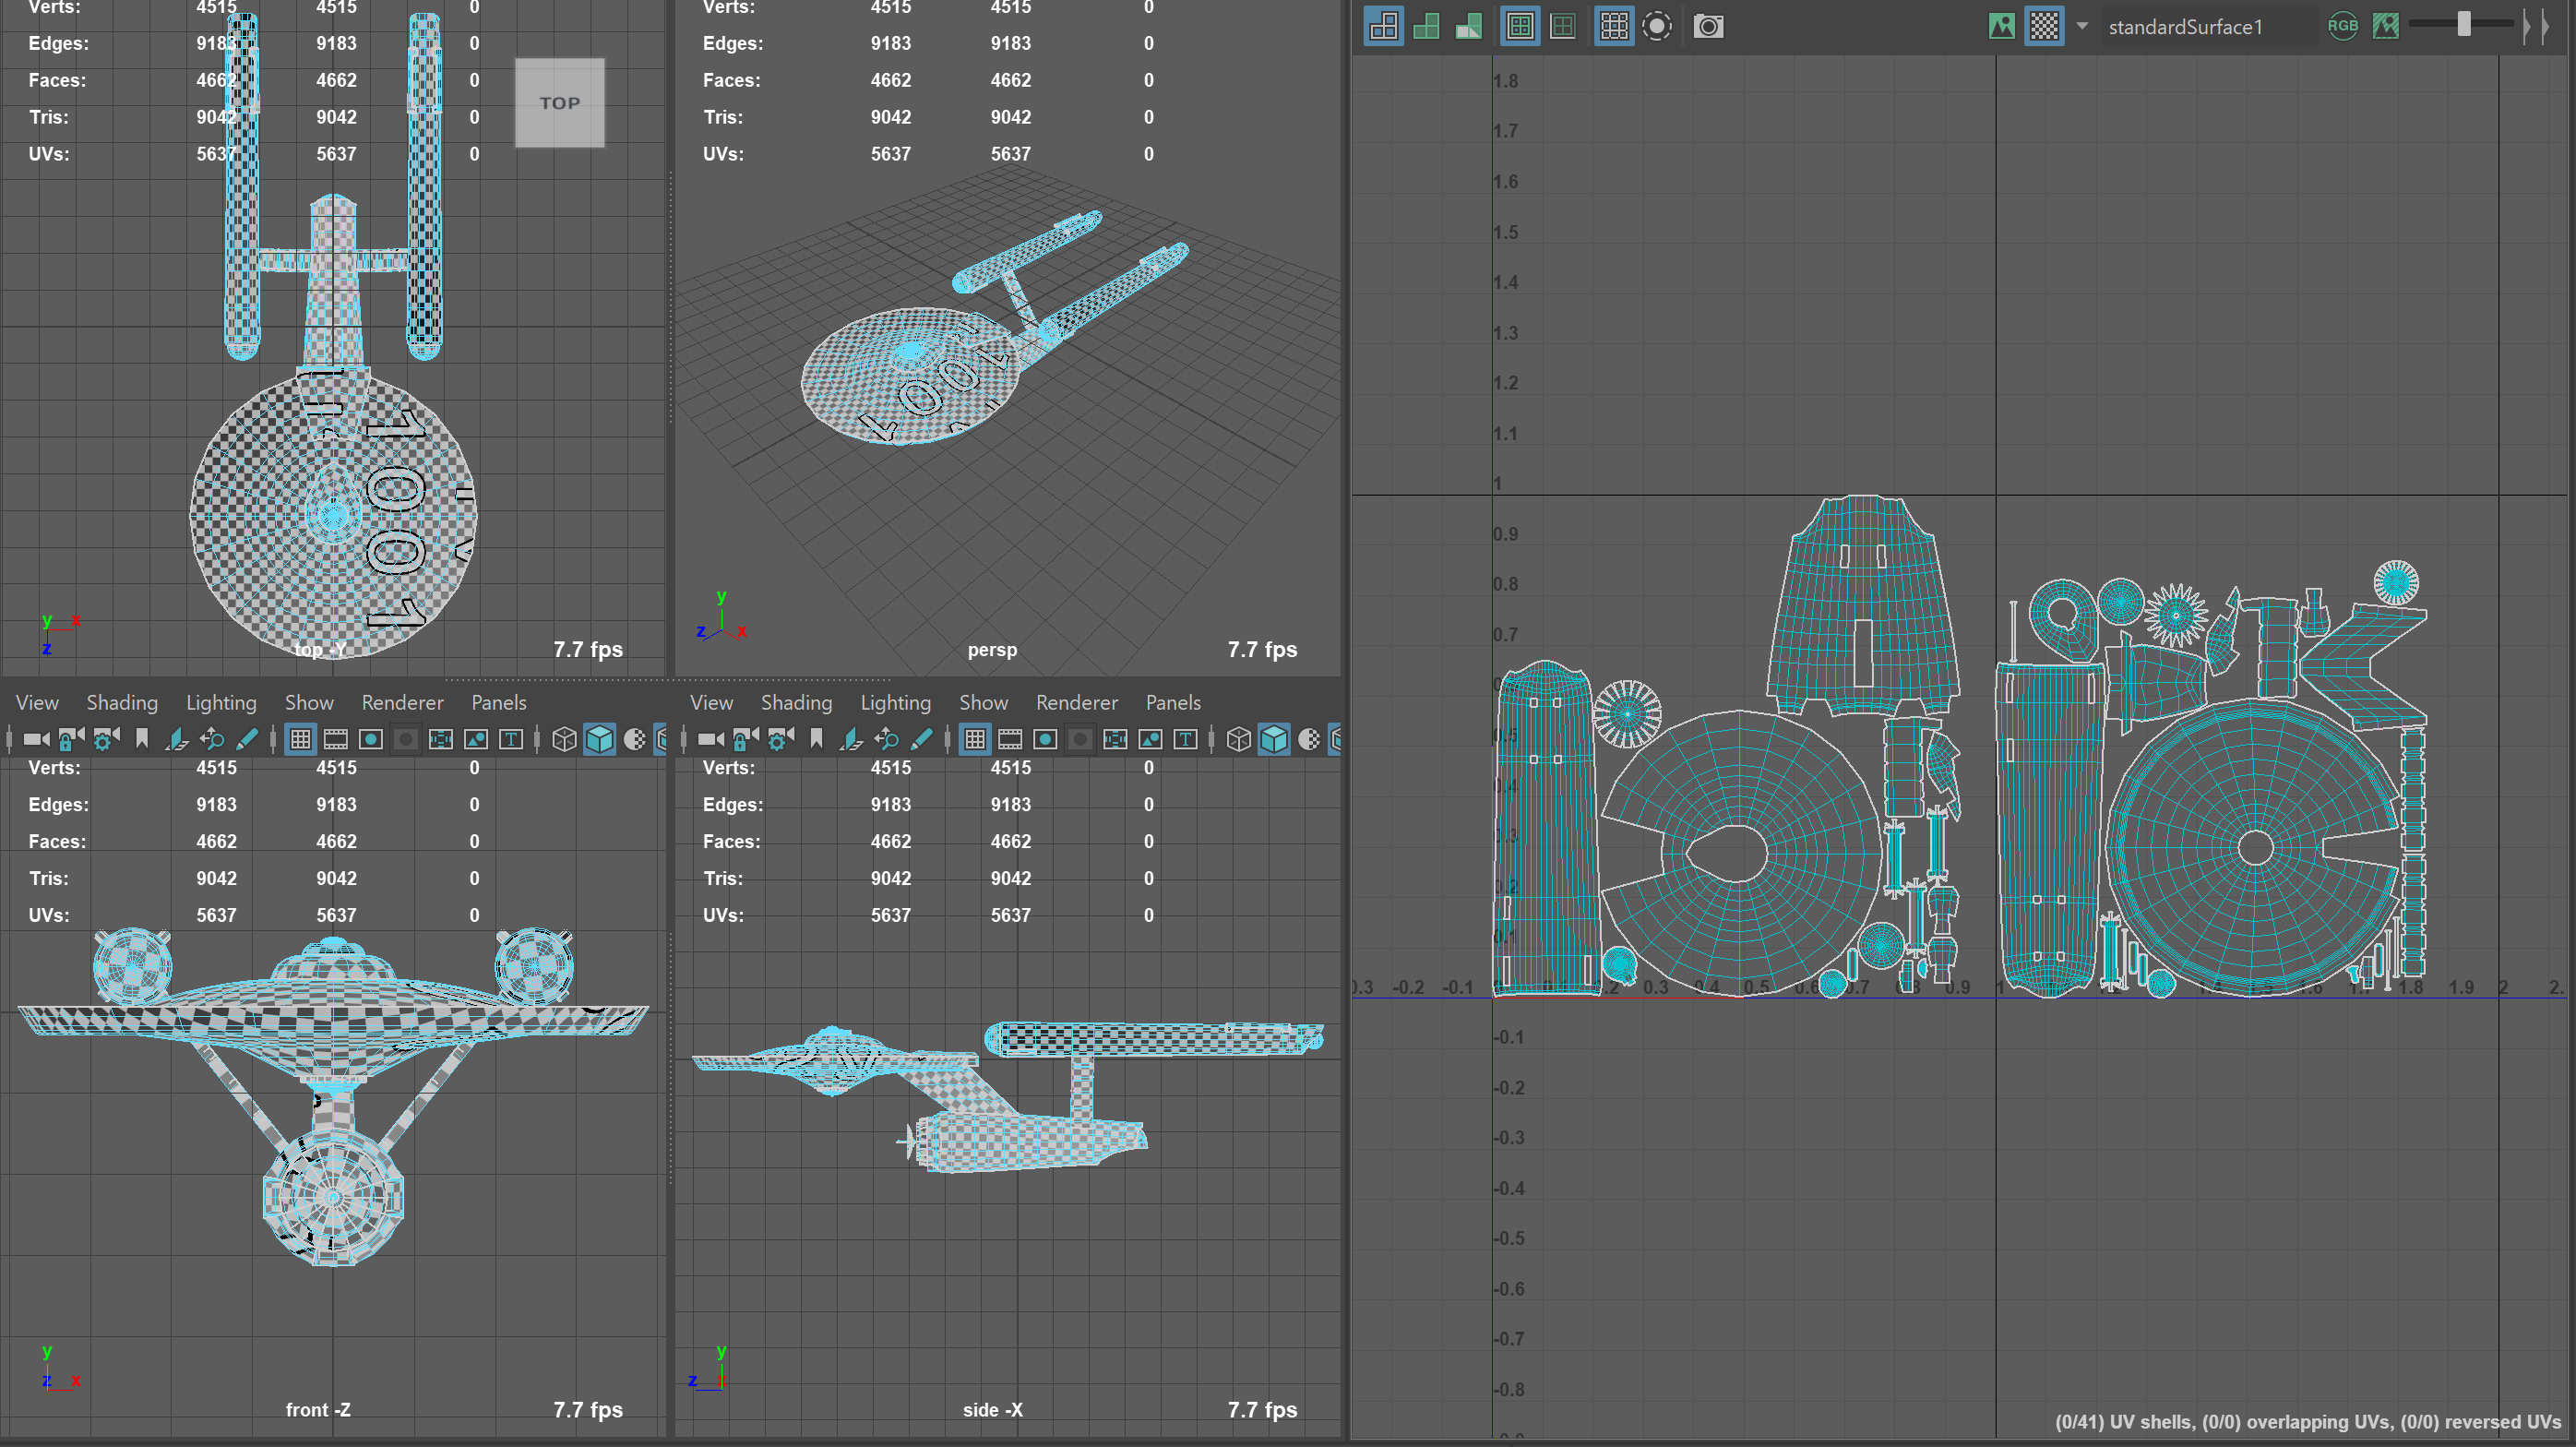 Verts: 4515 4515 0
Edges: 9183 9183 0
Faces: 4662 4662 0
Tris: 9042 9042 0
UVs: 5637 5637 0
TOP
1001
y x
z
top -Y
7.7 fps
Verts: 4515 4515 0
Edges: 9183 9183 0
Faces: 4662 4662 0
Tris: 9042 9042 0
UVs: 5637 5637 0
1001
y
z x
persp
7.7 fps
View Shading Lighting Show Renderer Panels
Verts: 4515 4515 0
Edges: 9183 9183 0
Faces: 4662 4662 0
Tris: 9042 9042 0
UVs: 5637 5637 0
y
z x
front -Z
7.7 fps
View Shading Lighting Show Renderer Panels
Verts: 4515 4515 0
Edges: 9183 9183 0
Faces: 4662 4662 0
Tris: 9042 9042 0
UVs: 5637 5637 0
y
z x
side -X
7.7 fps
standardSurface1
RGB
1.8
1.7
1.6
1.5
1.4
1.3
1.2
1.1
1
0.9
0.8
0.7
-0.2 -0.1 0.3 0.4 0.5 0.9 1 1.8 1.9 2
-0.1
-0.2
-0.3
-0.4
-0.5
-0.6
-0.7
-0.8
(0/41) UV shells, (0/0) overlapping UVs, (0/0) reversed UVs